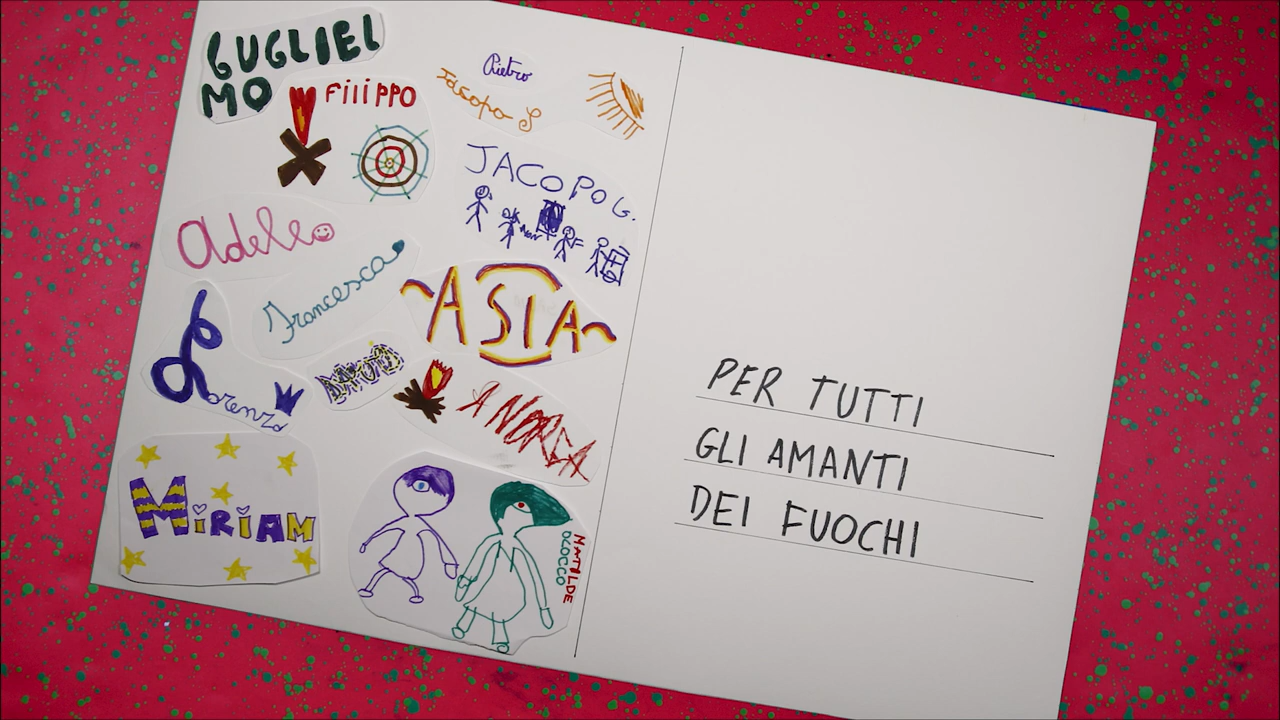 GUGLIEL
MO
FiliPPO
Pietro
Jacopo S
JACOPO G.
Adele
Francesca
ASIA
Lorenzo
ANDREA
MiRiAM
MATILDE
PER TUTTI
GLI AMANTI
DEI FUOCHI